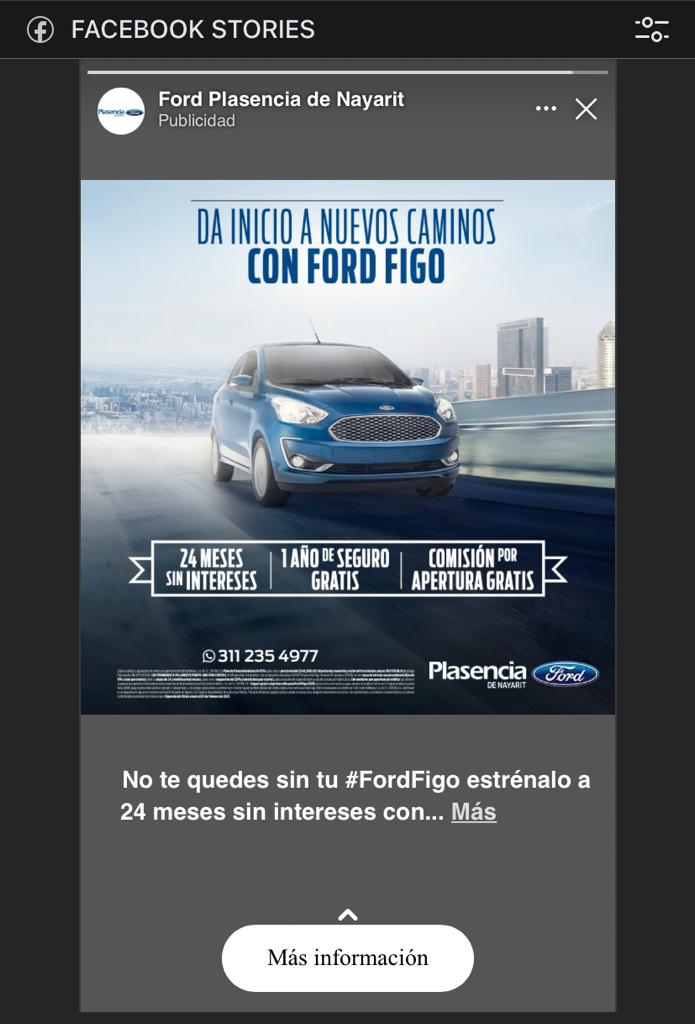 FACEBOOK STORIES
Plasencia Ford
Ford Plasencia de Nayarit
Publicidad
DA INICIO A NUEVOS CAMINOS
CON FORD FIGO
24 MESES
SIN INTERESES
1 AÑO DE SEGURO
GRATIS
COMISIÓN POR
APERTURA GRATIS
311 235 4977
Plasencia
DE NAYARIT
Ford
No te quedes sin tu #FordFigo estrénalo a
24 meses sin intereses con... Más
Más información